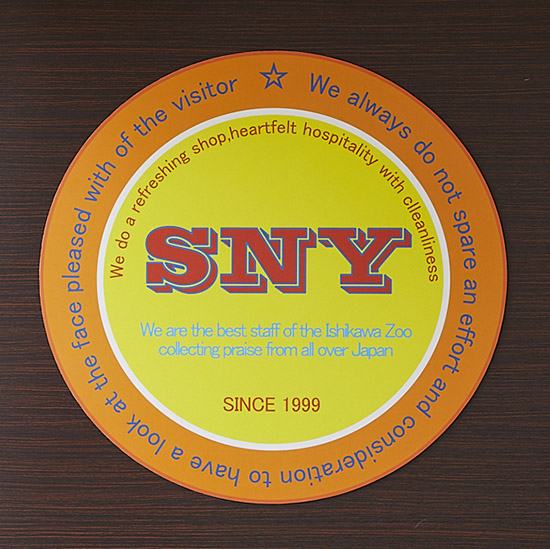 We always do not spare an effort and consideration to have a look at the face pleased with of the visitor
We do a refreshing shop,heartfelt hospitality with clleanliness
SNY
We are the best staff of the Ishikawa Zoo
collecting praise from all over Japan
SINCE 1999